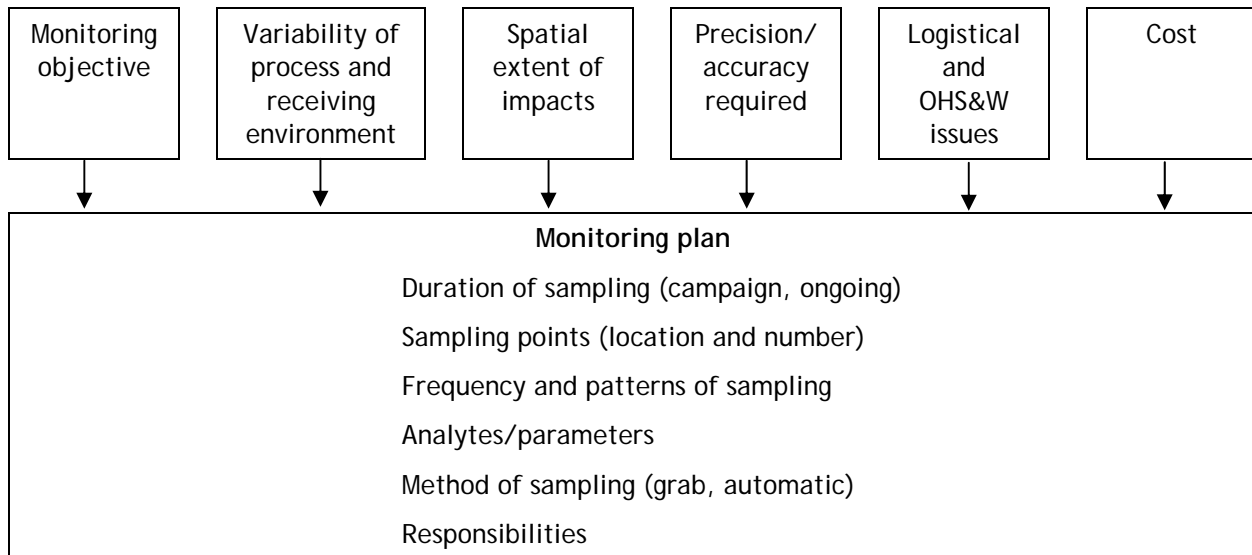 Monitoring
objective
Variability of
process and
receiving
environment
Spatial
extent of
impacts
Precision/
accuracy
required
Logistical
and
OHS&W
issues
Cost
Monitoring plan
Duration of sampling (campaign, ongoing)
Sampling points (location and number)
Frequency and patterns of sampling
Analytes/parameters
Method of sampling (grab, automatic)
Responsibilities